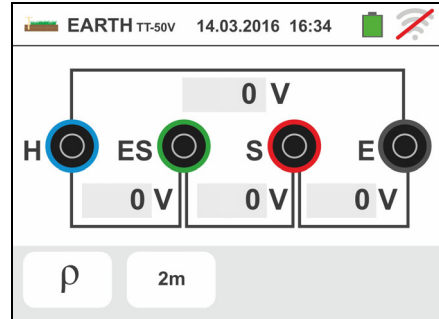 EARTH TT-50V 14.03.2016 16:34
0 V
H ES S E
0 V 0 V 0 V
ρ 2m